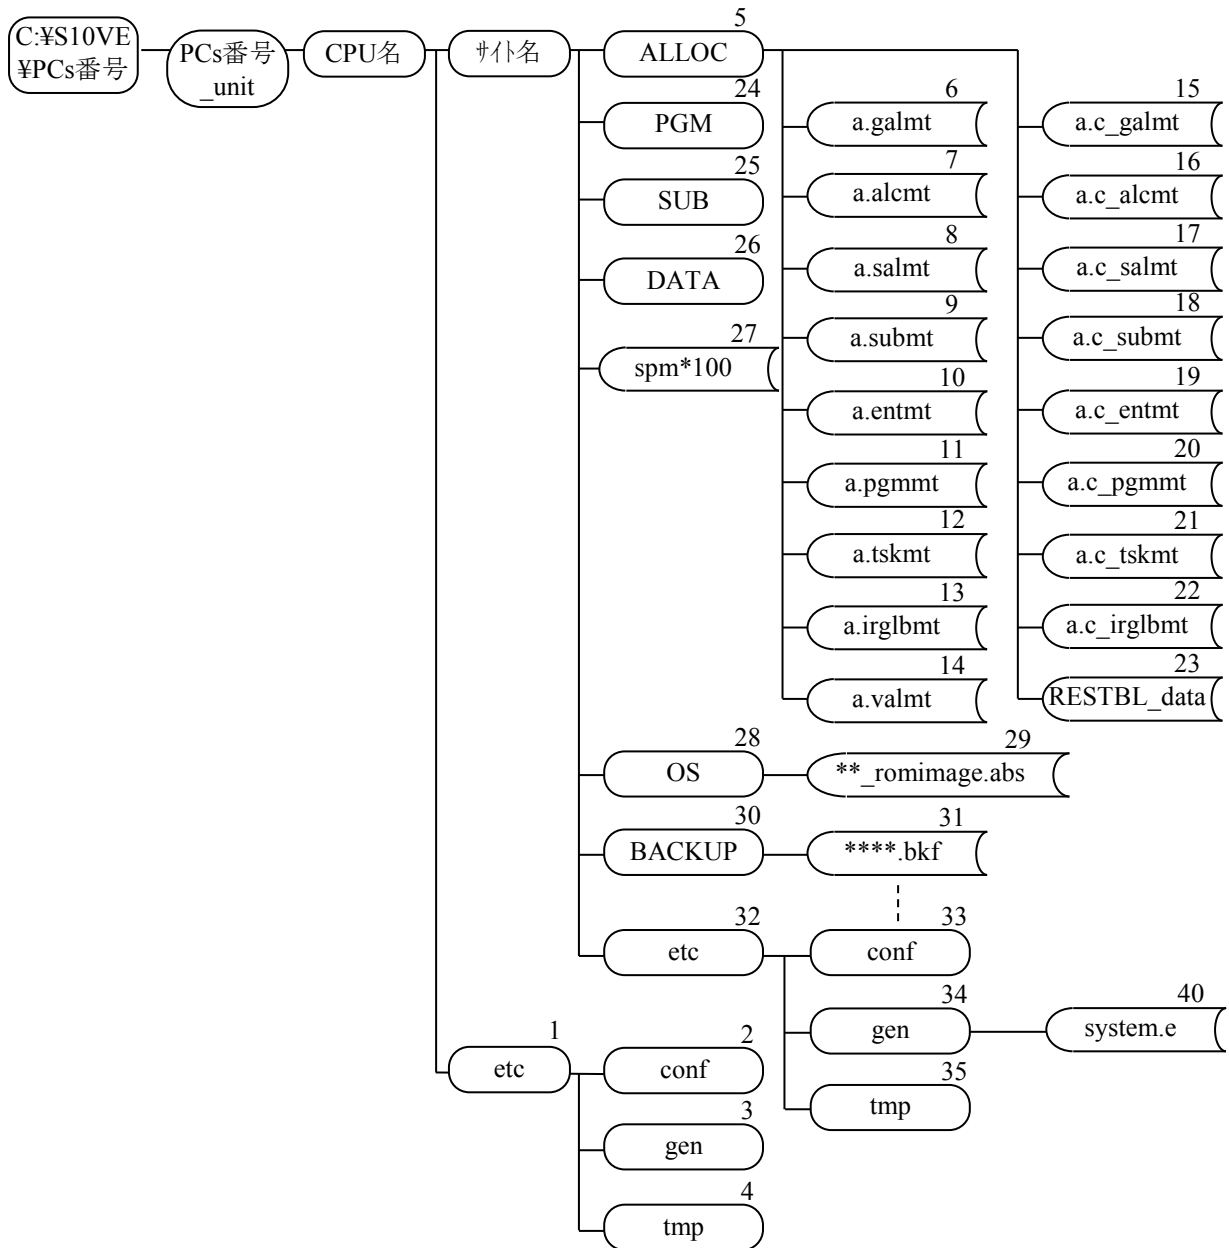 C:¥S10VE
¥PCs番号
PCs番号
_unit
CPU名
ｻｲﾄ名
5
ALLOC
24
PGM
25
SUB
26
DATA
27
spm*100
6
a.galmt
7
a.alcmt
8
a.salmt
9
a.submt
10
a.entmt
11
a.pgmmt
12
a.tskmt
13
a.irglbmt
14
a.valmt
15
a.c_galmt
16
a.c_alcmt
17
a.c_salmt
18
a.c_submt
19
a.c_entmt
20
a.c_pgmmt
21
a.c_tskmt
22
a.c_irglbmt
23
RESTBL_data
28
OS
29
**_romimage.abs
30
BACKUP
31
****.bkf
32
etc
33
conf
34
gen
40
system.e
35
tmp
1
etc
2
conf
3
gen
4
tmp